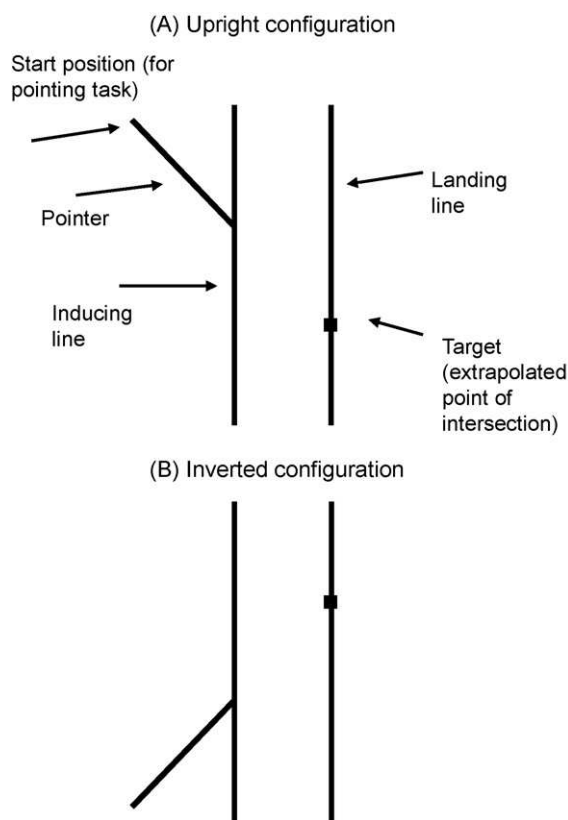 (A) Upright configuration
Start position (for
pointing task)
Pointer
Landing
line
Inducing
line
Target
(extrapolated
point of
intersection)
(B) Inverted configuration